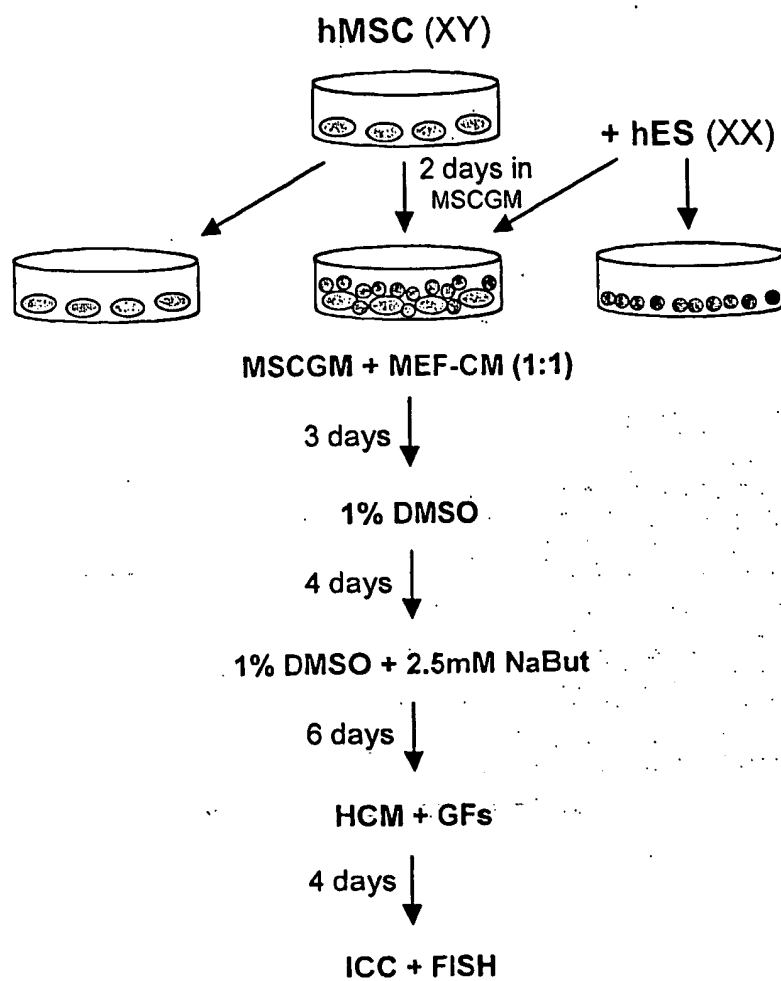 hMSC (XY)
+ hES (XX)
2 days in
MSCGM
MSCGM + MEF-CM (1:1)
3 days
1% DMSO
4 days
1% DMSO + 2.5mM NaBut
6 days
HCM + GFs
4 days
ICC + FISH